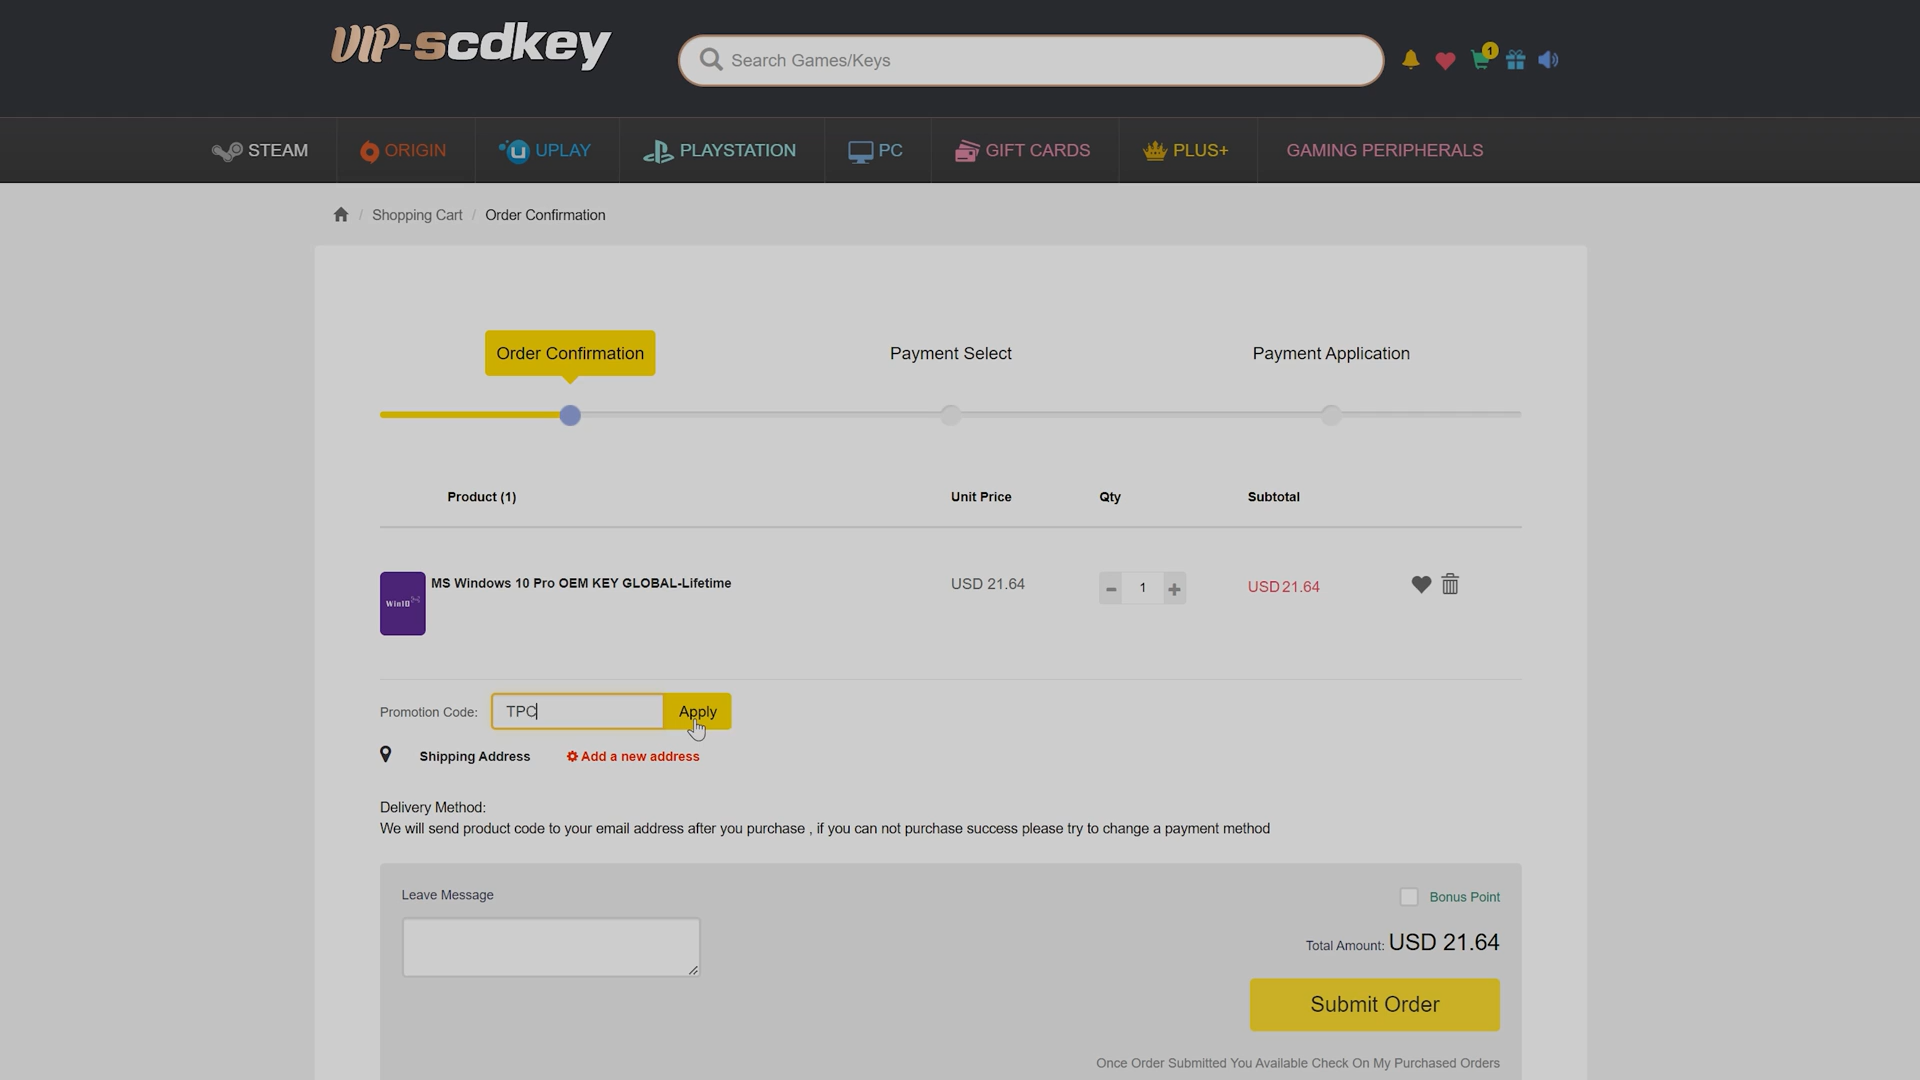 VIP-scdkey
Search Games/Keys
1
STEAM
ORIGIN
UPLAY
PLAYSTATION
PC
GIFT CARDS
PLUS+
GAMING PERIPHERALS
/ Shopping Cart / Order Confirmation
Order Confirmation
Payment Select
Payment Application
Product (1)
Unit Price
Qty
Subtotal
Win10
MS Windows 10 Pro OEM KEY GLOBAL-Lifetime
USD 21.64
1
USD21.64
Promotion Code:
TPC
Apply
Shipping Address
Add a new address
Delivery Method:
We will send product code to your email address after you purchase , if you can not purchase success please try to change a payment method
Leave Message
Bonus Point
Total Amount: USD 21.64
Submit Order
Once Order Submitted You Available Check On My Purchased Orders